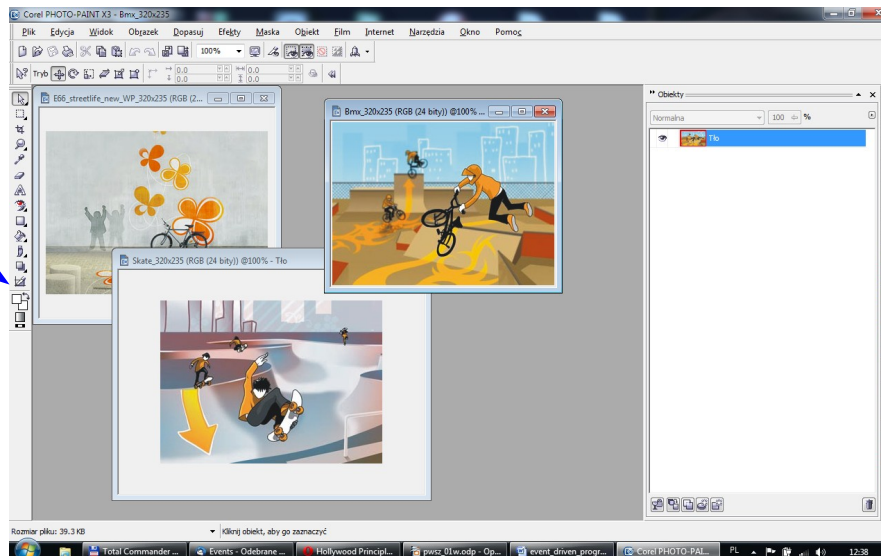 Corel PHOTO-PAINT X3 - Bmx_320x235
Plik Edycja Widok Obrazek Dopasuj Efekty Maska Obiekt Film Internet Narzędzia Okno Pomoc
100%
Tryb 0.0 0.0
0.0 0.0
E66_streetlife_new_WP_320x235 (RGB (2...
Bmx_320x235 (RGB (24 bity)) @100% ...
Skate_320x235 (RGB (24 bity)) @100% - Tło
Obiekty
Normalna 100 %
Tło
Rozmiar pliku: 39.3 KB Kliknij obiekt, aby go zaznaczyć
Total Commander ... Events - Odebrane ... Hollywood Principl... pwsz_01w.odp - Op... event_driven_progr... Corel PHOTO-PAI... PL 12:38